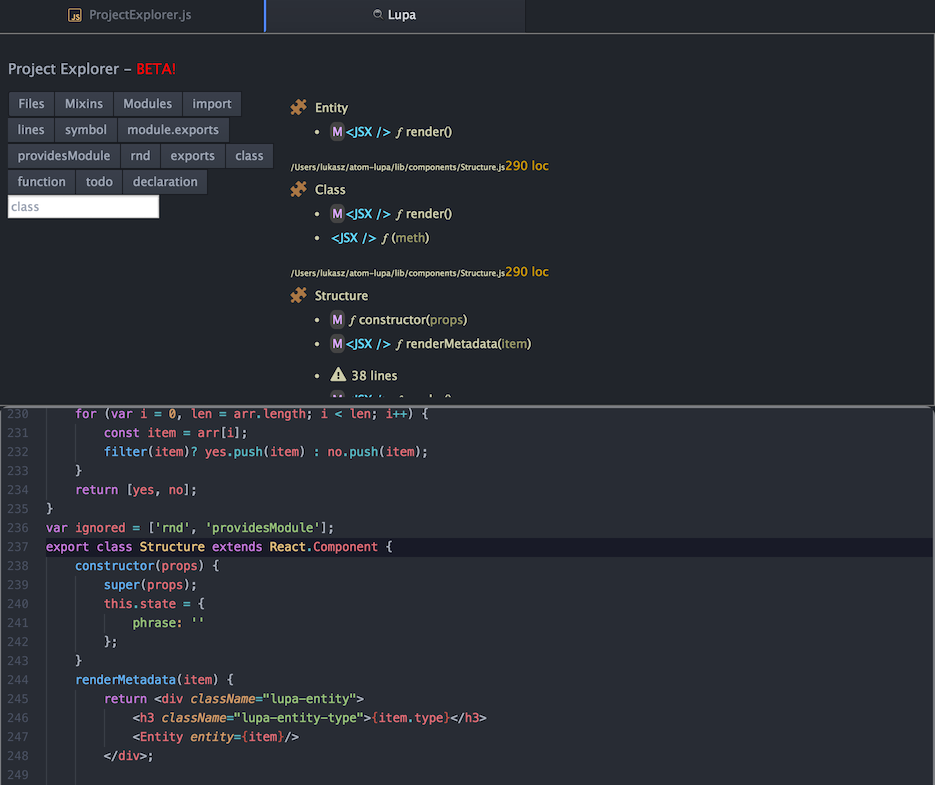 ProjectExplorer.js
Lupa
Project Explorer – BETA!
Files Mixins Modules import
lines symbol module.exports
providesModule rnd exports class
function todo declaration
class
Entity
M <JSX /> ƒ render()
/Users/lukasz/atom-lupa/lib/components/Structure.js 290 loc
Class
M <JSX /> ƒ render()
<JSX /> ƒ (meth)
/Users/lukasz/atom-lupa/lib/components/Structure.js 290 loc
Structure
M ƒ constructor(props)
M <JSX /> ƒ renderMetadata(item)
38 lines
230 for (var i = 0, len = arr.length; i < len; i++) {
231 const item = arr[i];
232 filter(item)? yes.push(item) : no.push(item);
233 }
234 return [yes, no];
235 }
236 var ignored = ['rnd', 'providesModule'];
237 export class Structure extends React.Component {
238 constructor(props) {
239 super(props);
240 this.state = {
241 phrase: ''
242 };
243 }
244 renderMetadata(item) {
245 return <div className="lupa-entity">
246 <h3 className="lupa-entity-type">{item.type}</h3>
247 <Entity entity={item}/>
248 </div>;
249